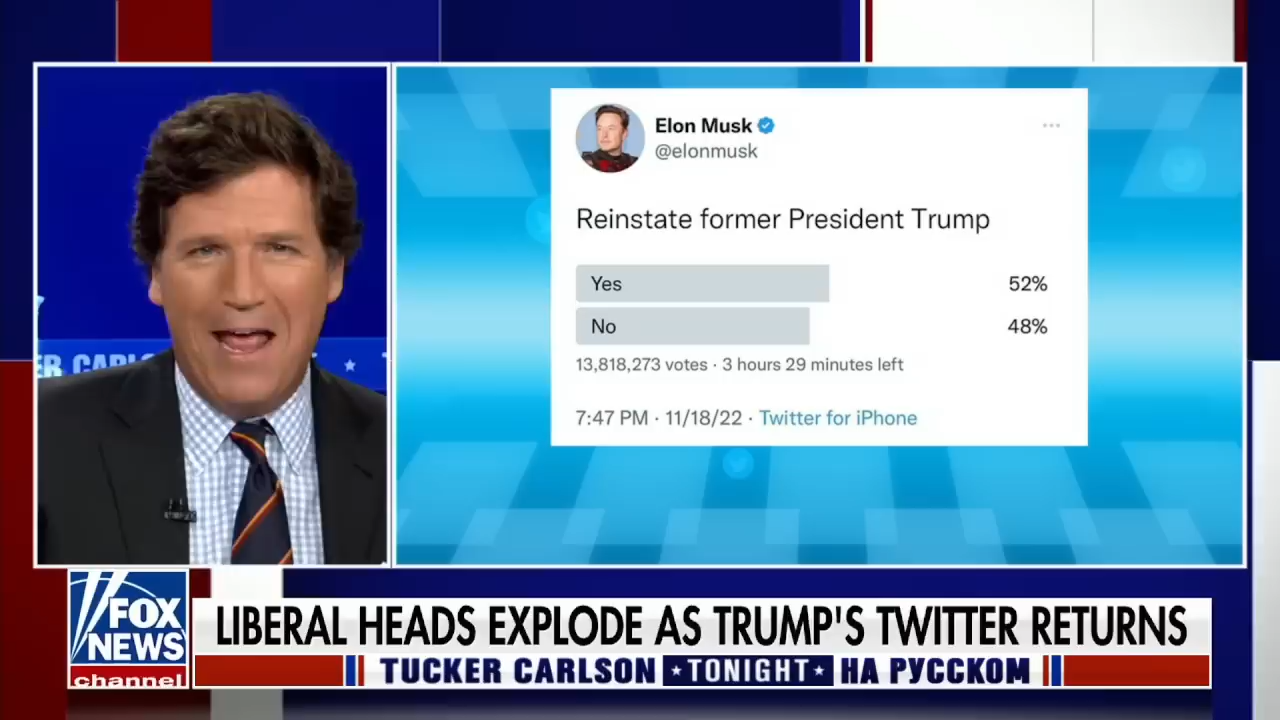 ER CARLS
Elon Musk
@elonmusk
Reinstate former President Trump
Yes 52%
No 48%
13,818,273 votes · 3 hours 29 minutes left
7:47 PM · 11/18/22 · Twitter for iPhone
FOX
NEWS
channel
LIBERAL HEADS EXPLODE AS TRUMP'S TWITTER RETURNS
TUCKER CARLSON ★TONIGHT★ НА РУССКОМ